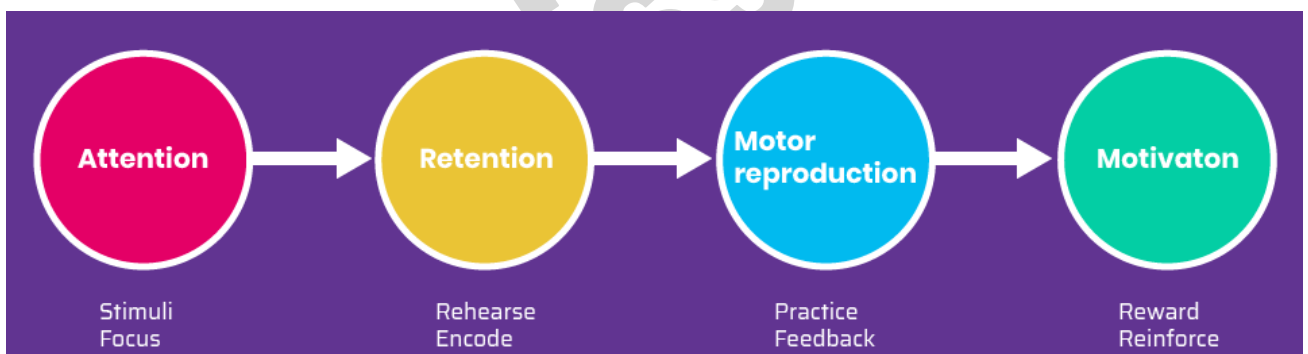 Attention
Retention
Motor
reproduction
Motivaton
Stimuli
Focus
Rehearse
Encode
Practice
Feedback
Reward
Reinforce